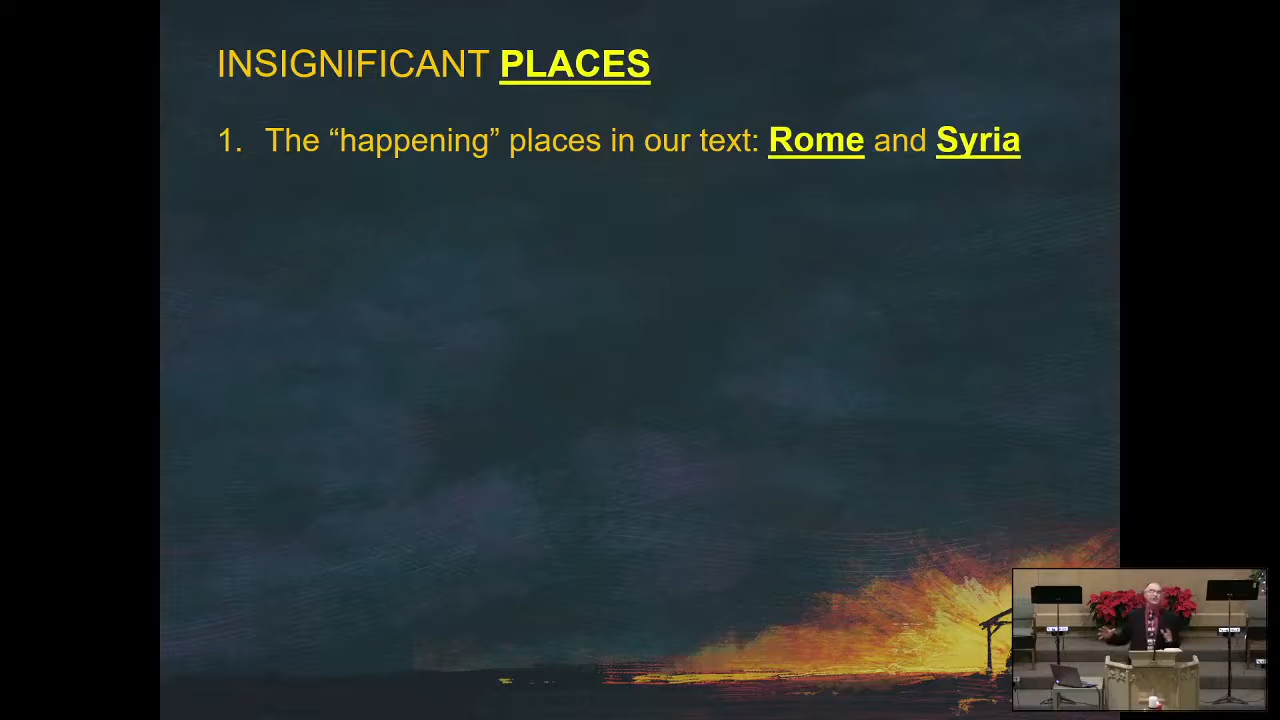 INSIGNIFICANT PLACES
1. The “happening” places in our text: Rome and Syria